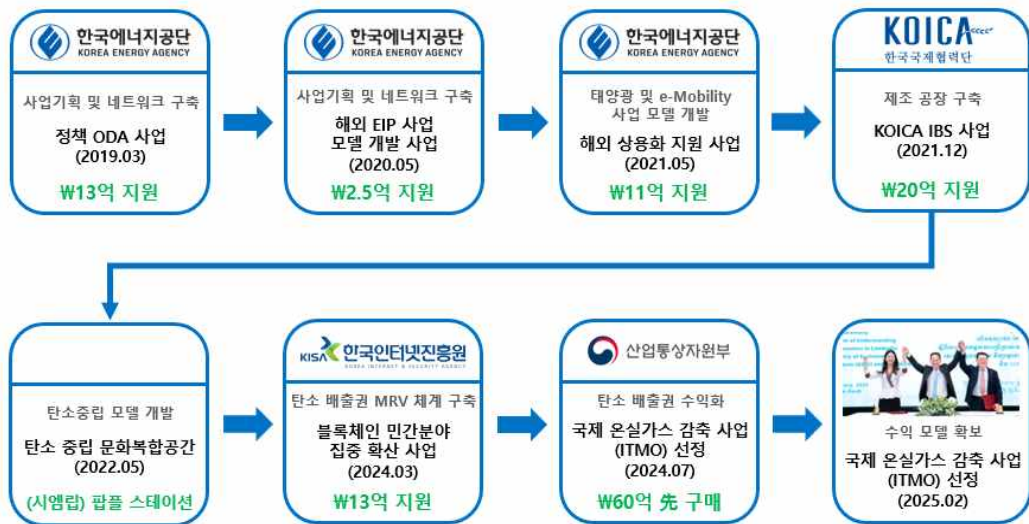 한국에너지공단
KOREA ENERGY AGENCY
사업기획 및 네트워크 구축
정책 ODA 사업
(2019.03)
₩13억 지원
한국에너지공단
KOREA ENERGY AGENCY
사업기획 및 네트워크 구축
해외 EIP 사업
모델 개발 사업
(2020.05)
₩2.5억 지원
한국에너지공단
KOREA ENERGY AGENCY
태양광 및 e-Mobility
사업 모델 개발
해외 상용화 지원 사업
(2021.05)
₩11억 지원
KOICA
한국국제협력단
제조 공장 구축
KOICA IBS 사업
(2021.12)
₩20억 지원
탄소중립 모델 개발
탄소 중립 문화복합공간
(2022.05)
(시엠립) 팝플 스테이션
KISA 한국인터넷진흥원
KOREA INTERNET & SECURITY AGENCY
탄소 배출권 MRV 체계 구축
블록체인 민간분야
집중 확산 사업
(2024.03)
₩13억 지원
산업통상자원부
탄소 배출권 수익화
국제 온실가스 감축 사업
(ITMO) 선정
(2024.07)
₩60억 先 구매
of Understanding
수익 모델 확보
국제 온실가스 감축 사업
(ITMO) 선정
(2025.02)